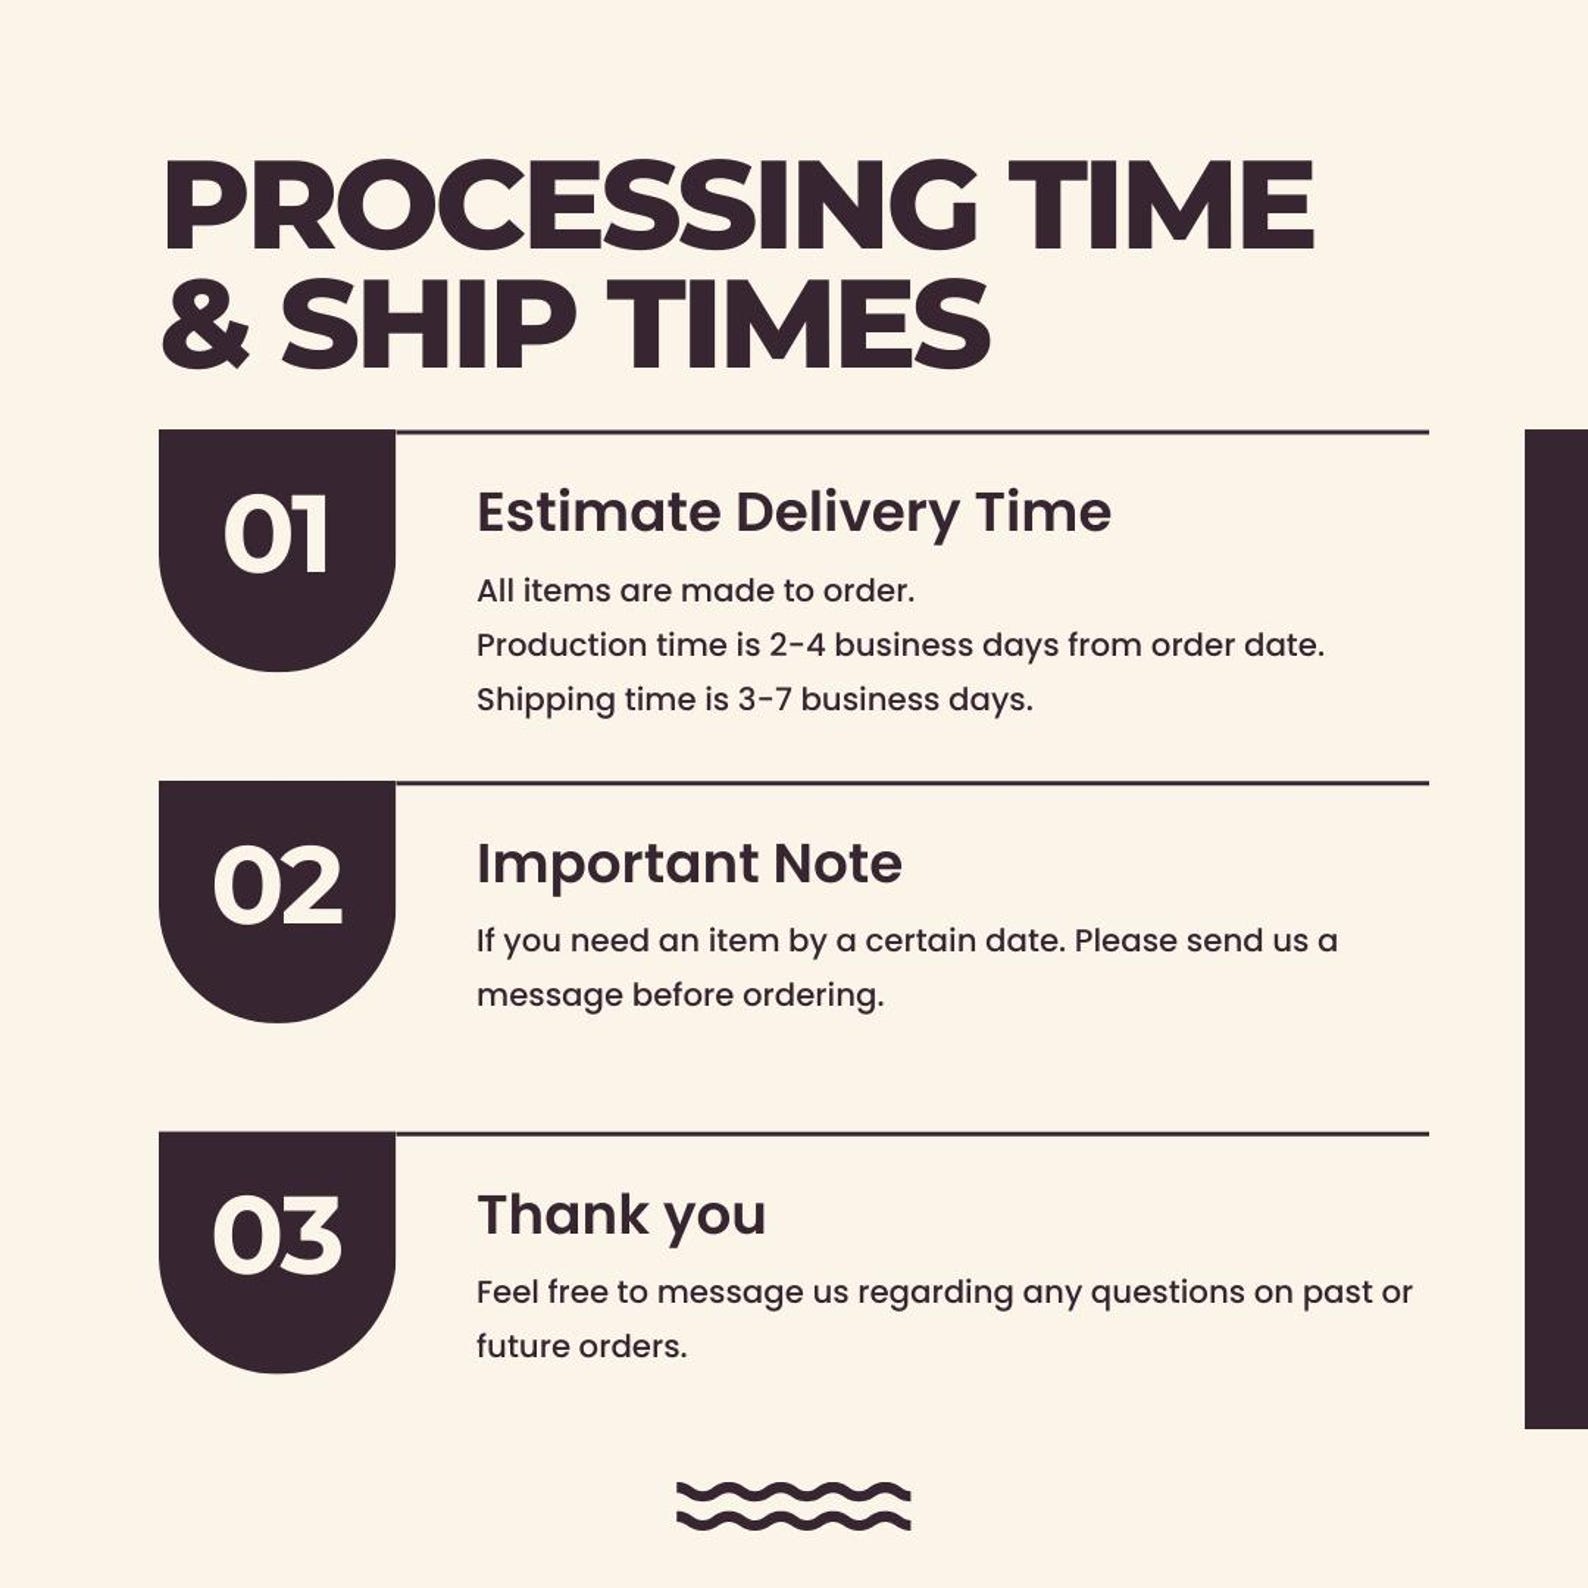 PROCESSING TIME
& SHIP TIMES
01
Estimate Delivery Time
All items are made to order.
Production time is 2-4 business days from order date.
Shipping time is 3-7 business days.
02
Important Note
If you need an item by a certain date. Please send us a
message before ordering.
03
Thank you
Feel free to message us regarding any questions on past or
future orders.